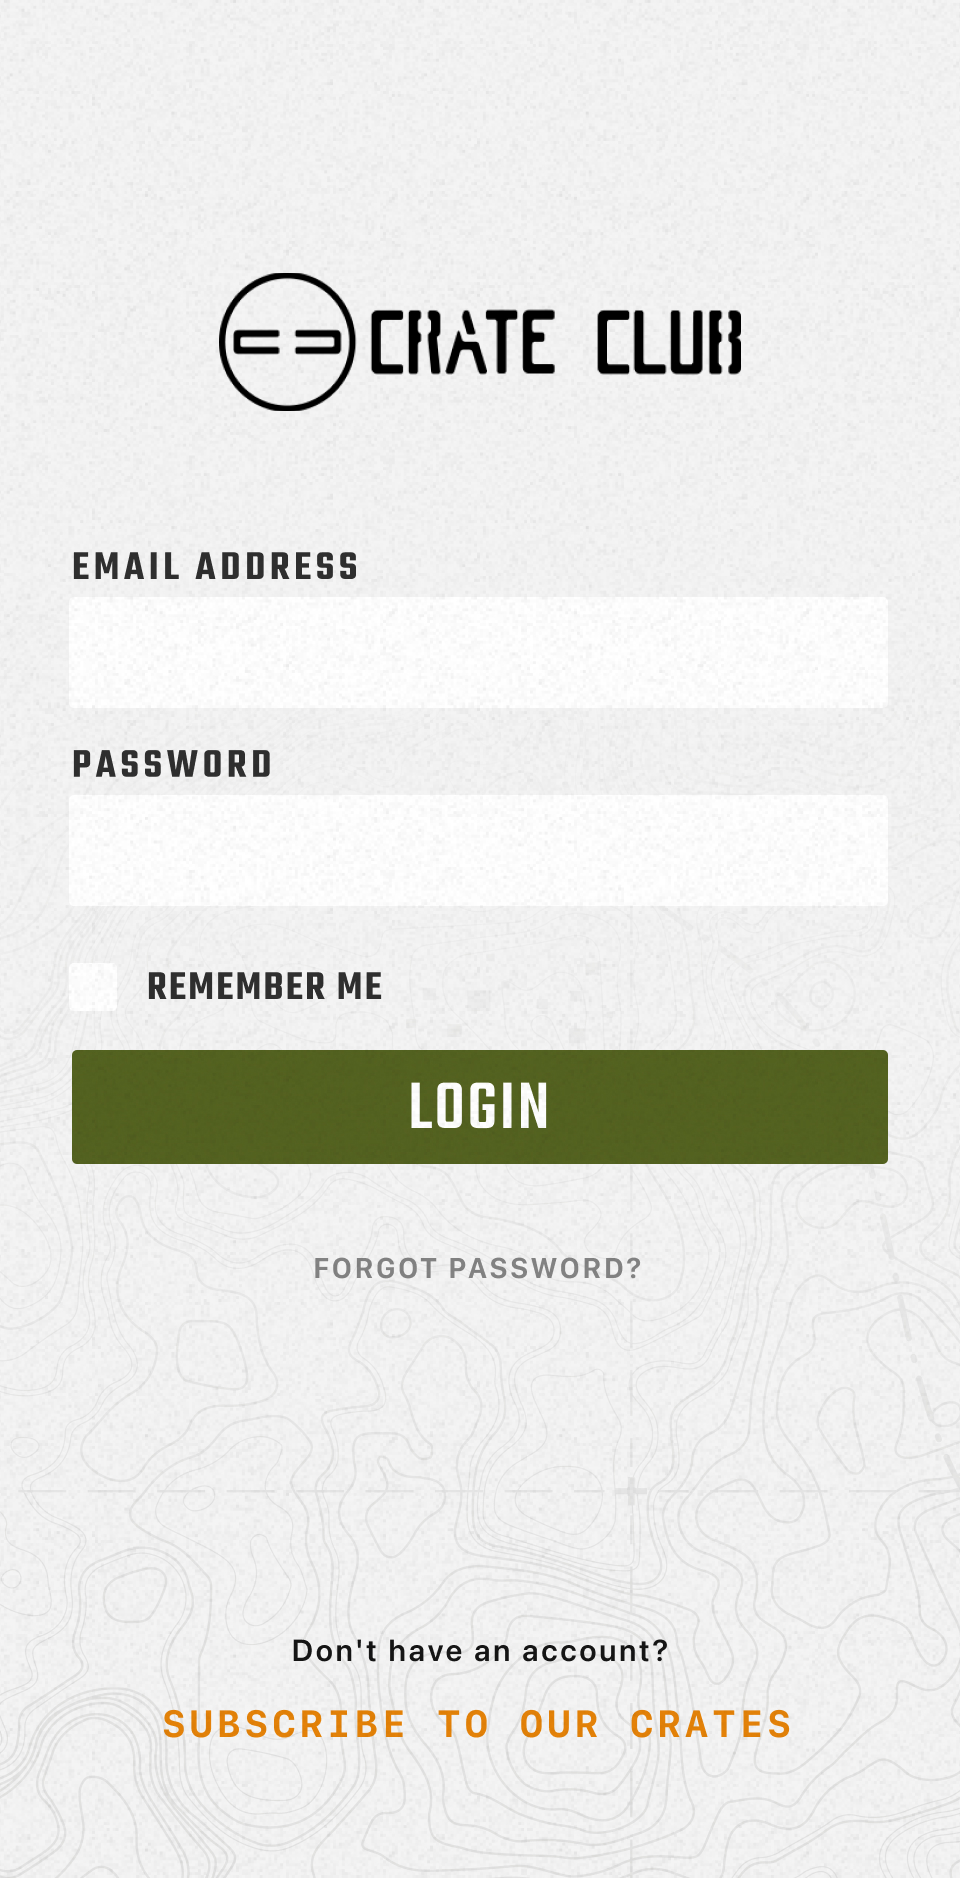 CRATE CLUB
EMAIL ADDRESS
PASSWORD
REMEMBER ME
LOGIN
FORGOT PASSWORD?
Don't have an account?
SUBSCRIBE TO OUR CRATES